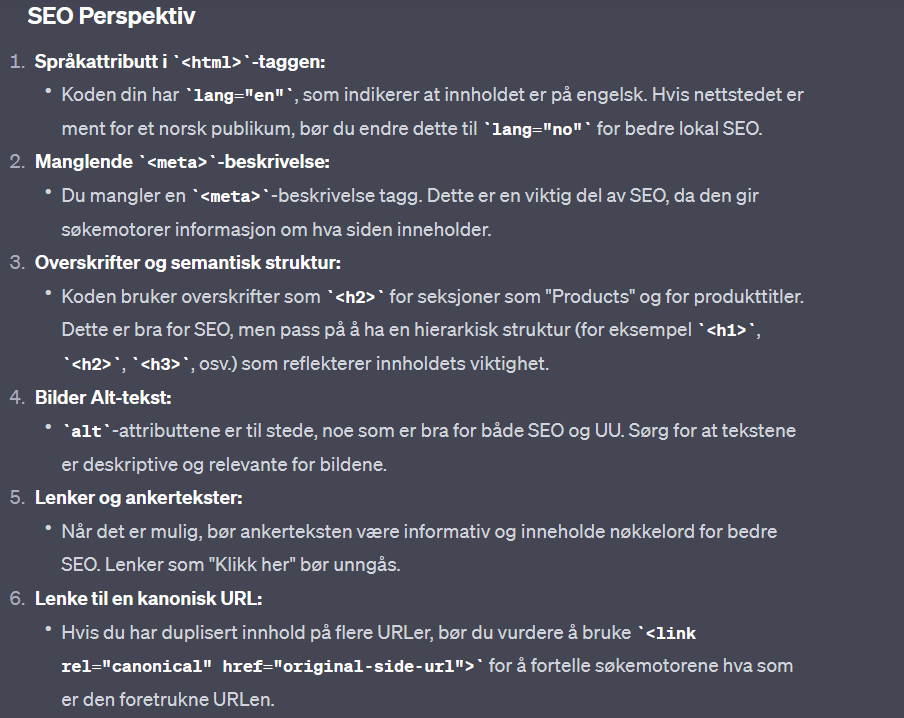 SEO Perspektiv
1. Språkattributt i `<html>`-taggen:
• Koden din har `lang="en"`, som indikerer at innholdet er på engelsk. Hvis nettstedet er
ment for et norsk publikum, bør du endre dette til `lang="no"` for bedre lokal SEO.
2. Manglende `<meta>`-beskrivelse:
• Du mangler en `<meta>`-beskrivelse tagg. Dette er en viktig del av SEO, da den gir
søkemotorer informasjon om hva siden inneholder.
3. Overskrifter og semantisk struktur:
• Koden bruker overskrifter som `<h2>` for seksjoner som "Products" og for produkttitler.
Dette er bra for SEO, men pass på å ha en hierarkisk struktur (for eksempel `<h1>`,
`<h2>`, `<h3>`, osv.) som reflekterer innholdets viktighet.
4. Bilder Alt-tekst:
• `alt`-attributtene er til stede, noe som er bra for både SEO og UU. Sørg for at tekstene
er deskriptive og relevante for bildene.
5. Lenker og ankertekster:
• Når det er mulig, bør ankerteksten være informativ og inneholde nøkkelord for bedre
SEO. Lenker som "Klikk her" bør unngås.
6. Lenke til en kanonisk URL:
• Hvis du har duplisert innhold på flere URLer, bør du vurdere å bruke `<link
rel="canonical" href="original-side-url">` for å fortelle søkemotorene hva som
er den foretrukne URLen.